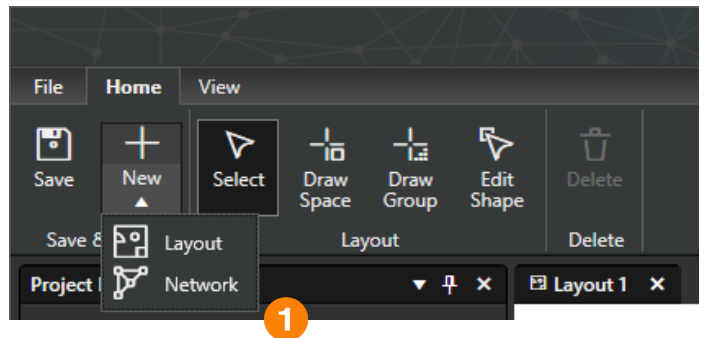 File Home View
Save New Select Draw Space Draw Group Edit Shape Delete
Save & Layout Delete
Layout
Network
Project Layout 1
1